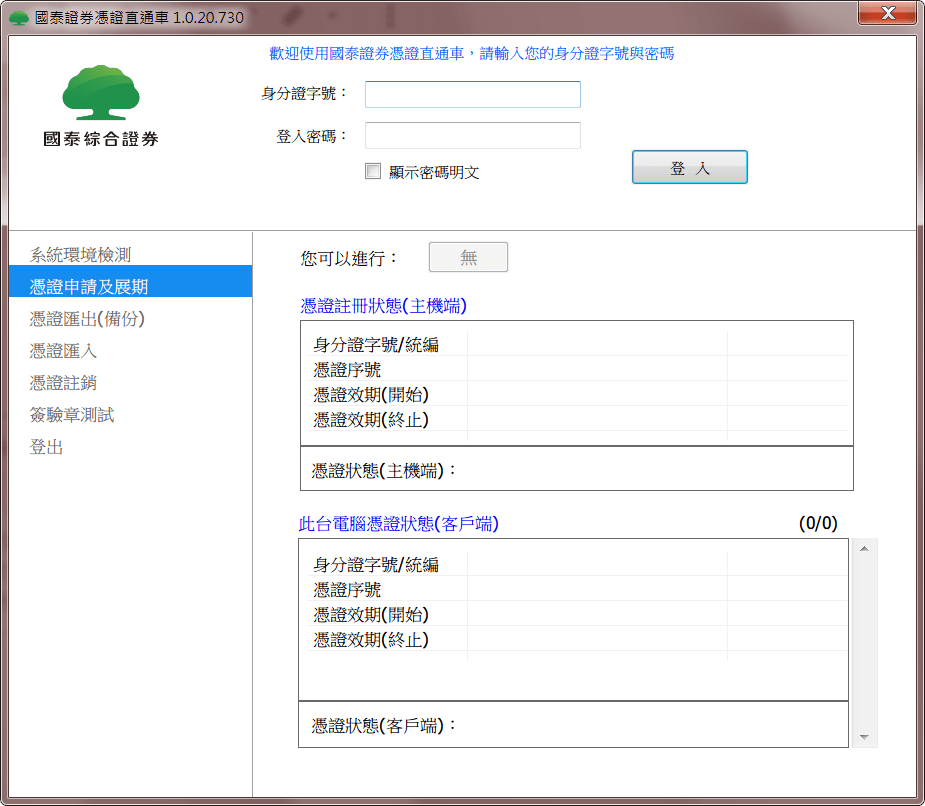 國泰證券憑證直通車 1.0.20.730
歡迎使用國泰證券憑證直通車，請輸入您的身分證字號與密碼
國泰綜合證券
身分證字號：
登入密碼：
顯示密碼明文
登 入
系統環境檢測
憑證申請及展期
憑證匯出(備份)
憑證匯入
憑證註銷
簽驗章測試
登出
您可以進行：
無
憑證註冊狀態(主機端)
身分證字號/統編
憑證序號
憑證效期(開始)
憑證效期(終止)
憑證狀態(主機端)：
此台電腦憑證狀態(客戶端)
(0/0)
身分證字號/統編
憑證序號
憑證效期(開始)
憑證效期(終止)
憑證狀態(客戶端)：